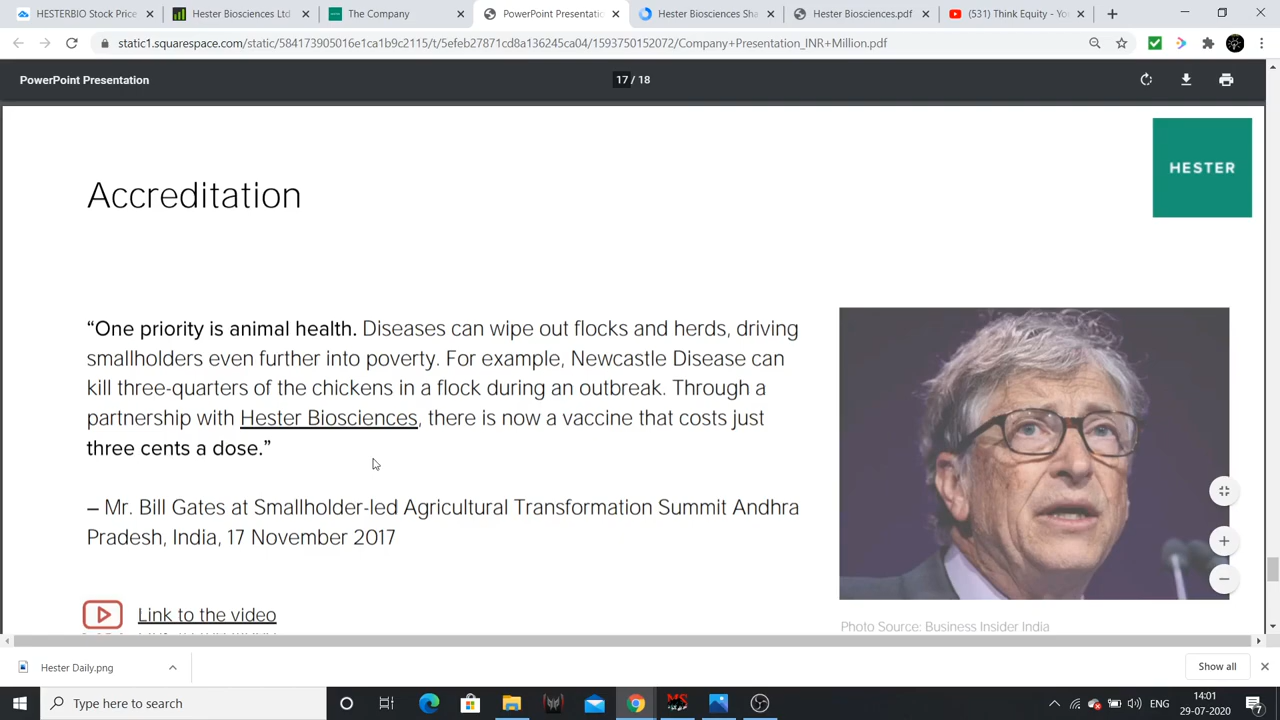 HESTERBIO Stock Price
Hester Biosciences Ltd
The Company
PowerPoint Presentatio
Hester Biosciences Sha
Hester Biosciences.pdf
(531) Think Equity - Yo
static1.squarespace.com/static/584173905016e1ca1b9c2115/t/5efeb27871cd8e136245ca04/1593750152072/Company+Presentation_INR+Million.pdf
PowerPoint Presentation
17 / 18
HESTER
Accreditation
“One priority is animal health. Diseases can wipe out flocks and herds, driving
smallholders even further into poverty. For example, Newcastle Disease can
kill three-quarters of the chickens in a flock during an outbreak. Through a
partnership with Hester Biosciences, there is now a vaccine that costs just
three cents a dose.”
– Mr. Bill Gates at Smallholder-led Agricultural Transformation Summit Andhra
Pradesh, India, 17 November 2017
Link to the video
Photo Source: Business Insider India
Hester Daily.png
Show all
Type here to search
ENG
14:01
29-07-2020
7